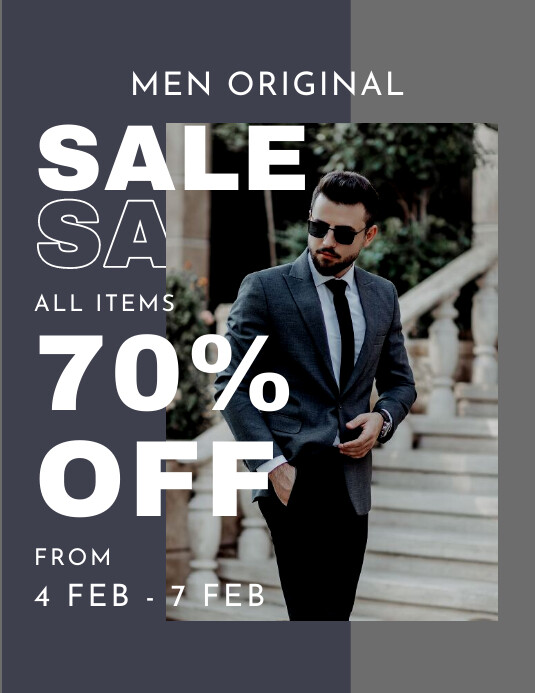 MEN ORIGINAL
SALE
SA
ALL ITEMS
70%
OFF
FROM
4 FEB - 7 FEB